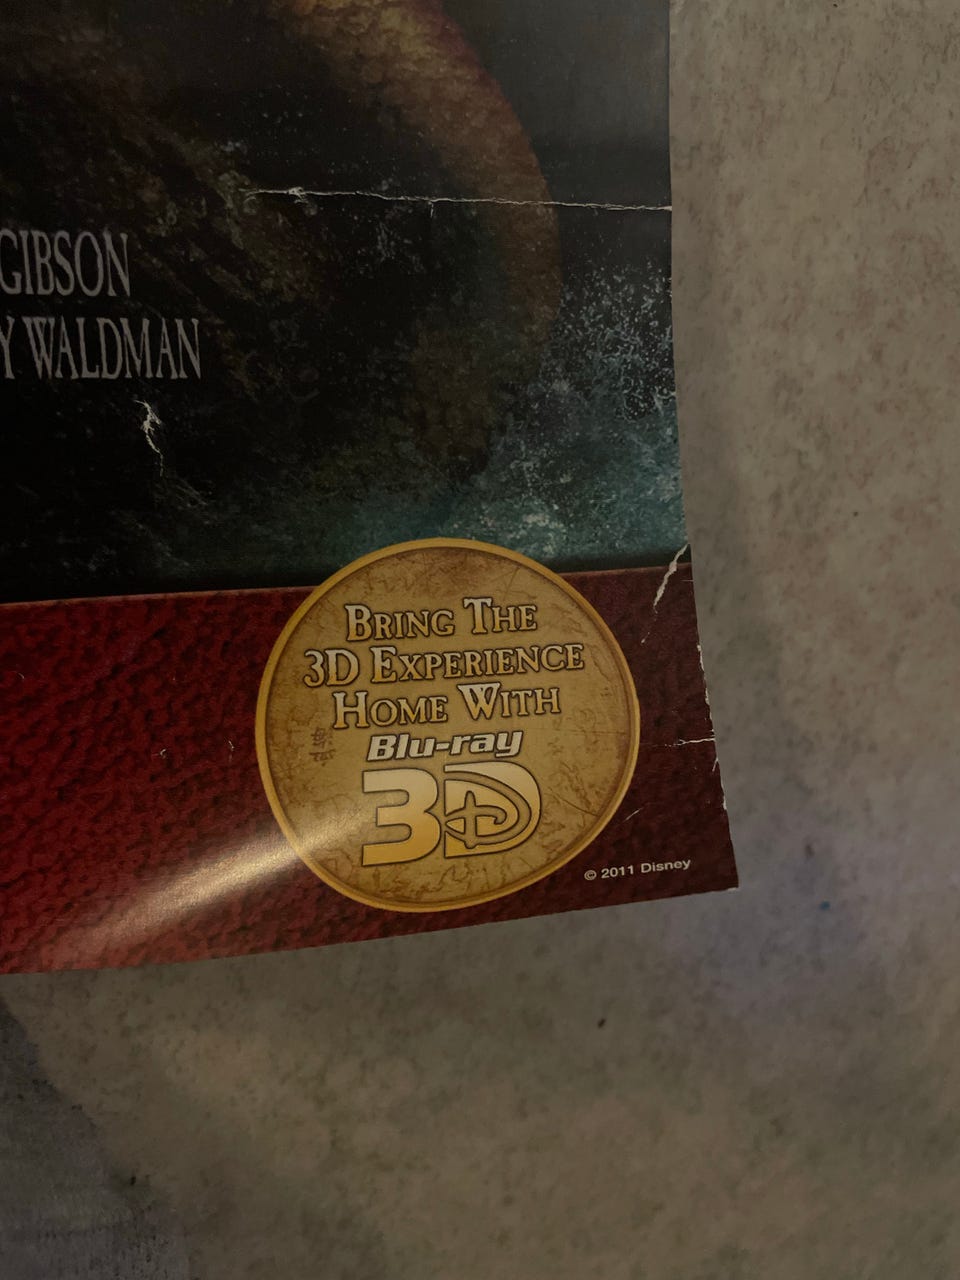 GIBSON
Y WALDMAN
BRING THE
3D EXPERIENCE
HOME WITH
Blu-ray
3D
© 2011 Disney